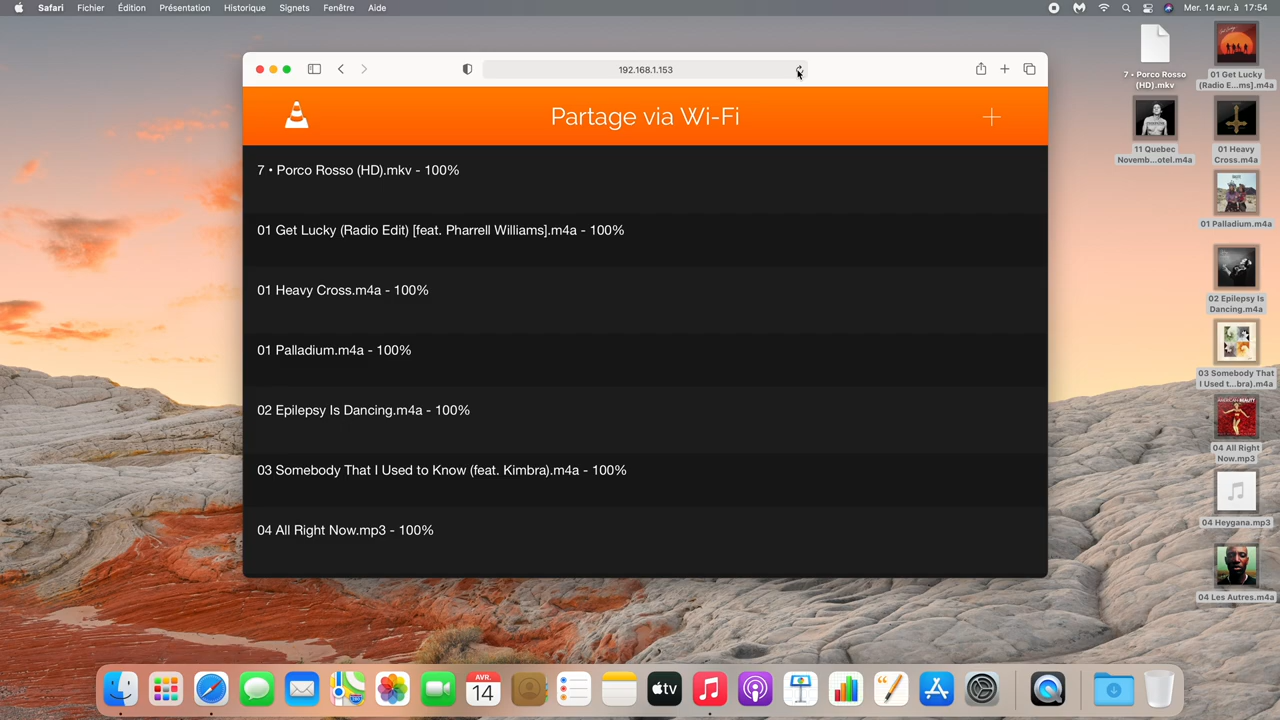 Safari Fichier Édition Présentation Historique Signets Fenêtre Aide Mer. 14 avr. à 17:54
192.168.1.153
Partage via Wi-Fi
7 • Porco Rosso (HD).mkv - 100%
01 Get Lucky (Radio Edit) [feat. Pharrell Williams].m4a - 100%
01 Heavy Cross.m4a - 100%
01 Palladium.m4a - 100%
02 Epilepsy Is Dancing.m4a - 100%
03 Somebody That I Used to Know (feat. Kimbra).m4a - 100%
04 All Right Now.mp3 - 100%
7 • Porco Rosso
(HD).mkv
01 Get Lucky
(Radio E...ms].m4a
11 Quebec
Novemb...otel.m4a
01 Heavy
Cross.m4a
01 Palladium.m4a
02 Epilepsy Is
Dancing.m4a
03 Somebody That
I Used t...bra).m4a
AMERICAN BEAUTY
04 All Right
Now.mp3
04 Heygana.mp3
04 Les Autres.m4a
AVR.
14
tv